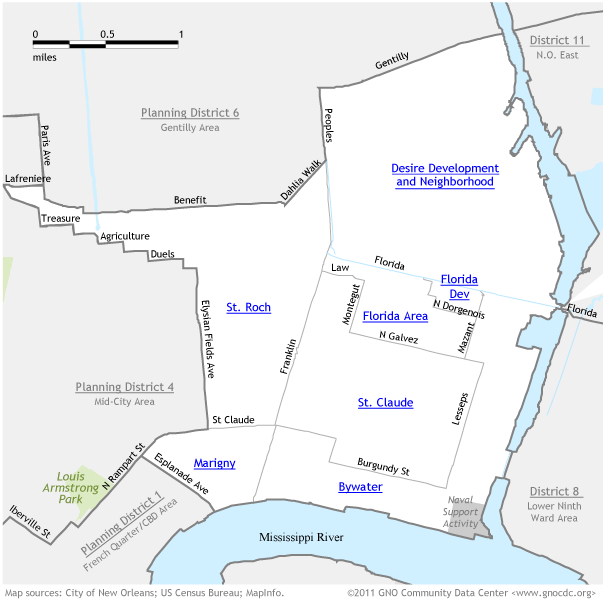 0 0.5 1
miles
District 11
N.O. East
Gentilly
Planning District 6
Gentilly Area
Peoples
Paris Ave
Dahlia Walk
Desire Development
and Neighborhood
Lafreniere
Benefit
Treasure
Agriculture
Duels
Florida
Law
Florida
Dev
N Dorgenois
Florida
Montegut
St. Roch
Florida Area
Elysian Fields Ave
Franklin
N Galvez
Mazant
Planning District 4
Mid-City Area
St. Claude
Lesseps
St Claude
N Rampart St
Marigny
Esplanade Ave
Burgundy St
Louis
Armstrong
Park
Bywater
Naval
Support
Activity
District 8
Lower Ninth
Ward Area
Iberville St
Planning District 1
French Quarter/CBD Area
Mississippi River
Map sources: City of New Orleans; US Census Bureau; MapInfo.
©2011 GNO Community Data Center <www.gnocdc.org>